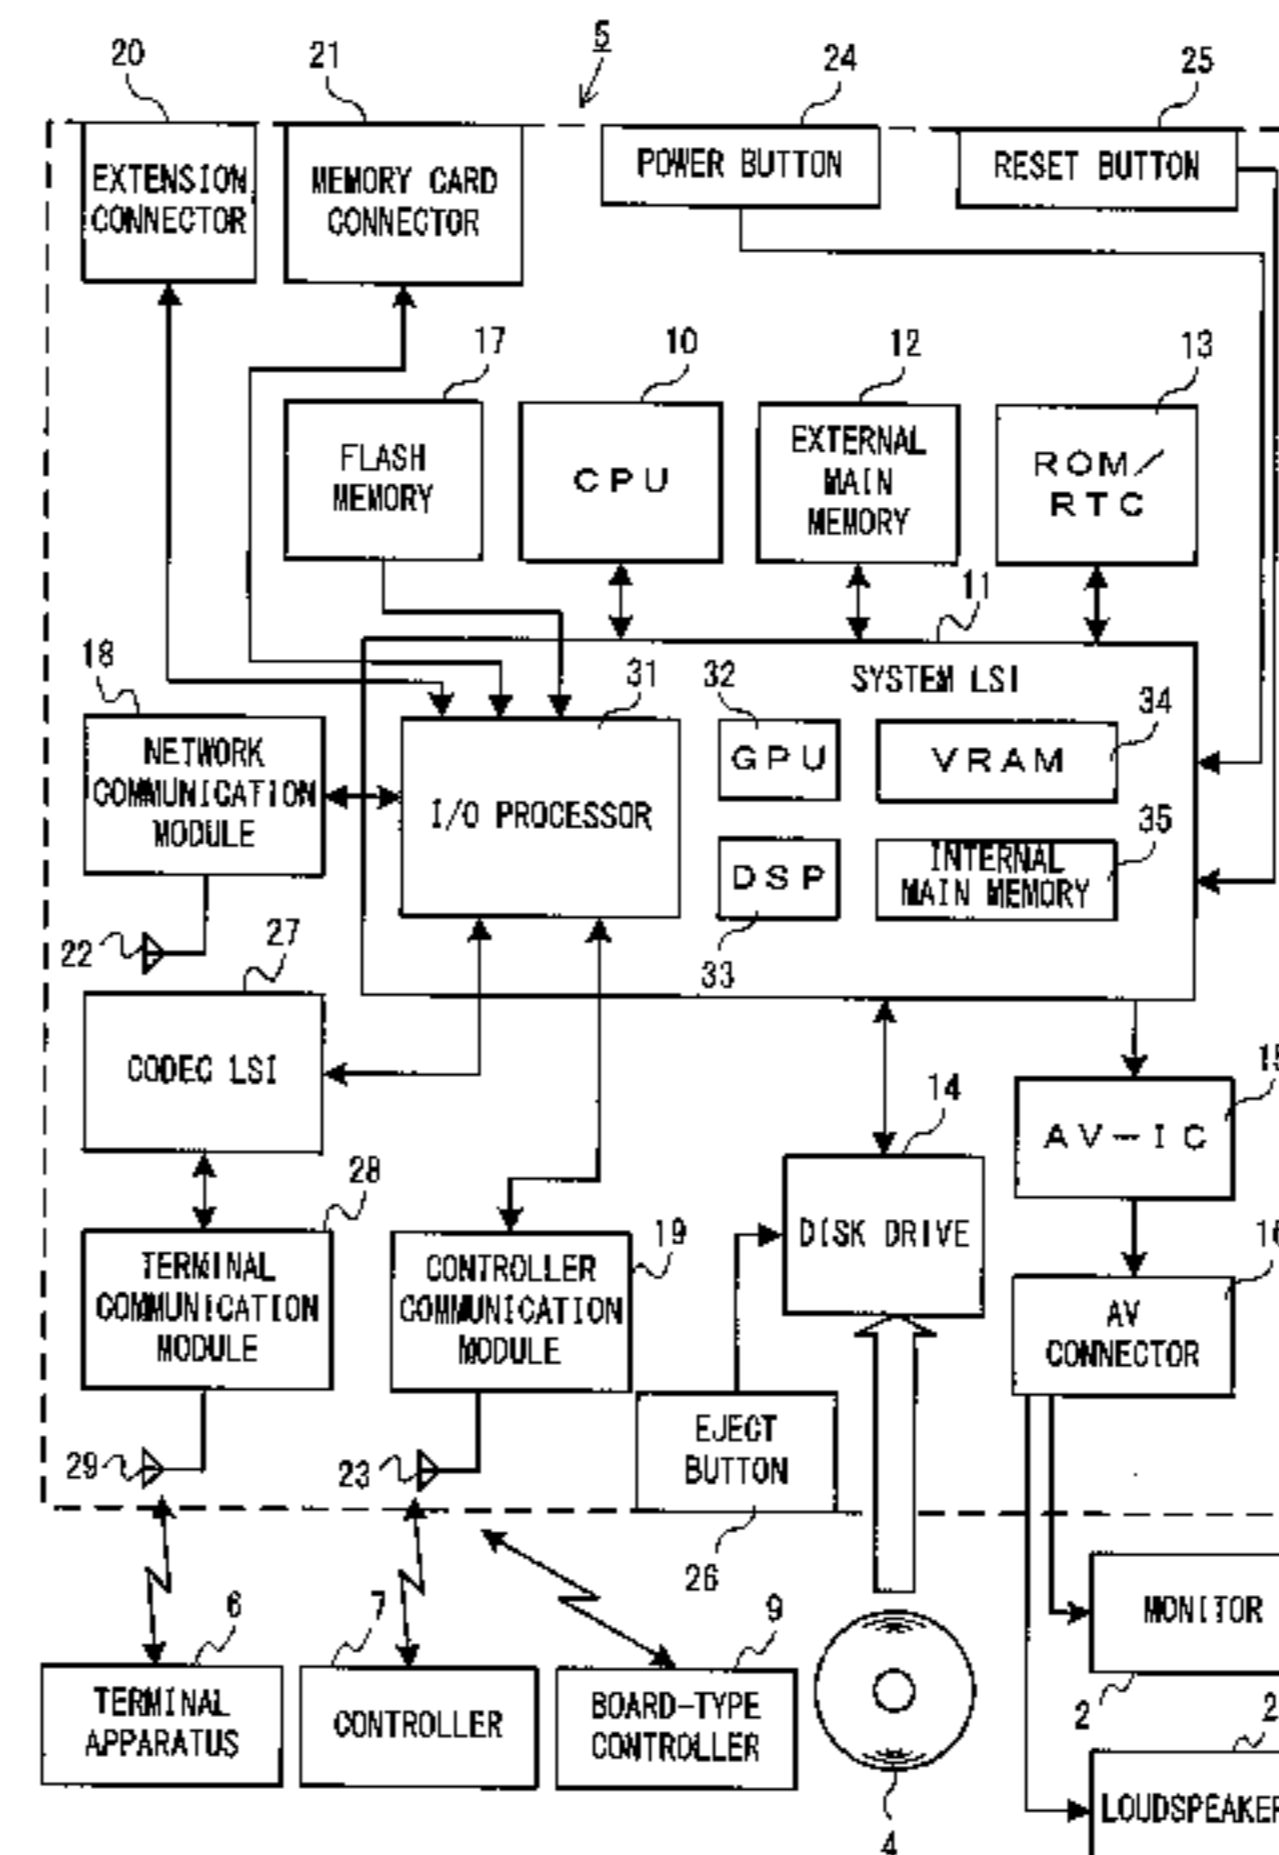 5
20
21
24
25
EXTENSION
CONNECTOR
MEMORY CARD
CONNECTOR
POWER BUTTON
RESET BUTTON
17
10
12
13
FLASH
MEMORY
CPU
EXTERNAL
MAIN
MEMORY
ROM/
RTC
11
18
31
32
SYSTEM LSI
34
NETWORK
COMMUNICATION
MODULE
I/O PROCESSOR
GPU
VRAM
35
DSP
INTERNAL
MAIN MEMORY
22
27
33
CODEC LSI
14
15
AV-IC
28
19
16
TERMINAL
COMMUNICATION
MODULE
CONTROLLER
COMMUNICATION
MODULE
DISK DRIVE
AV
CONNECTOR
29
23
EJECT
BUTTON
26
6
7
9
MONITOR
2
TERMINAL
APPARATUS
CONTROLLER
BOARD-TYPE
CONTROLLER
2
4
LOUDSPEAKER